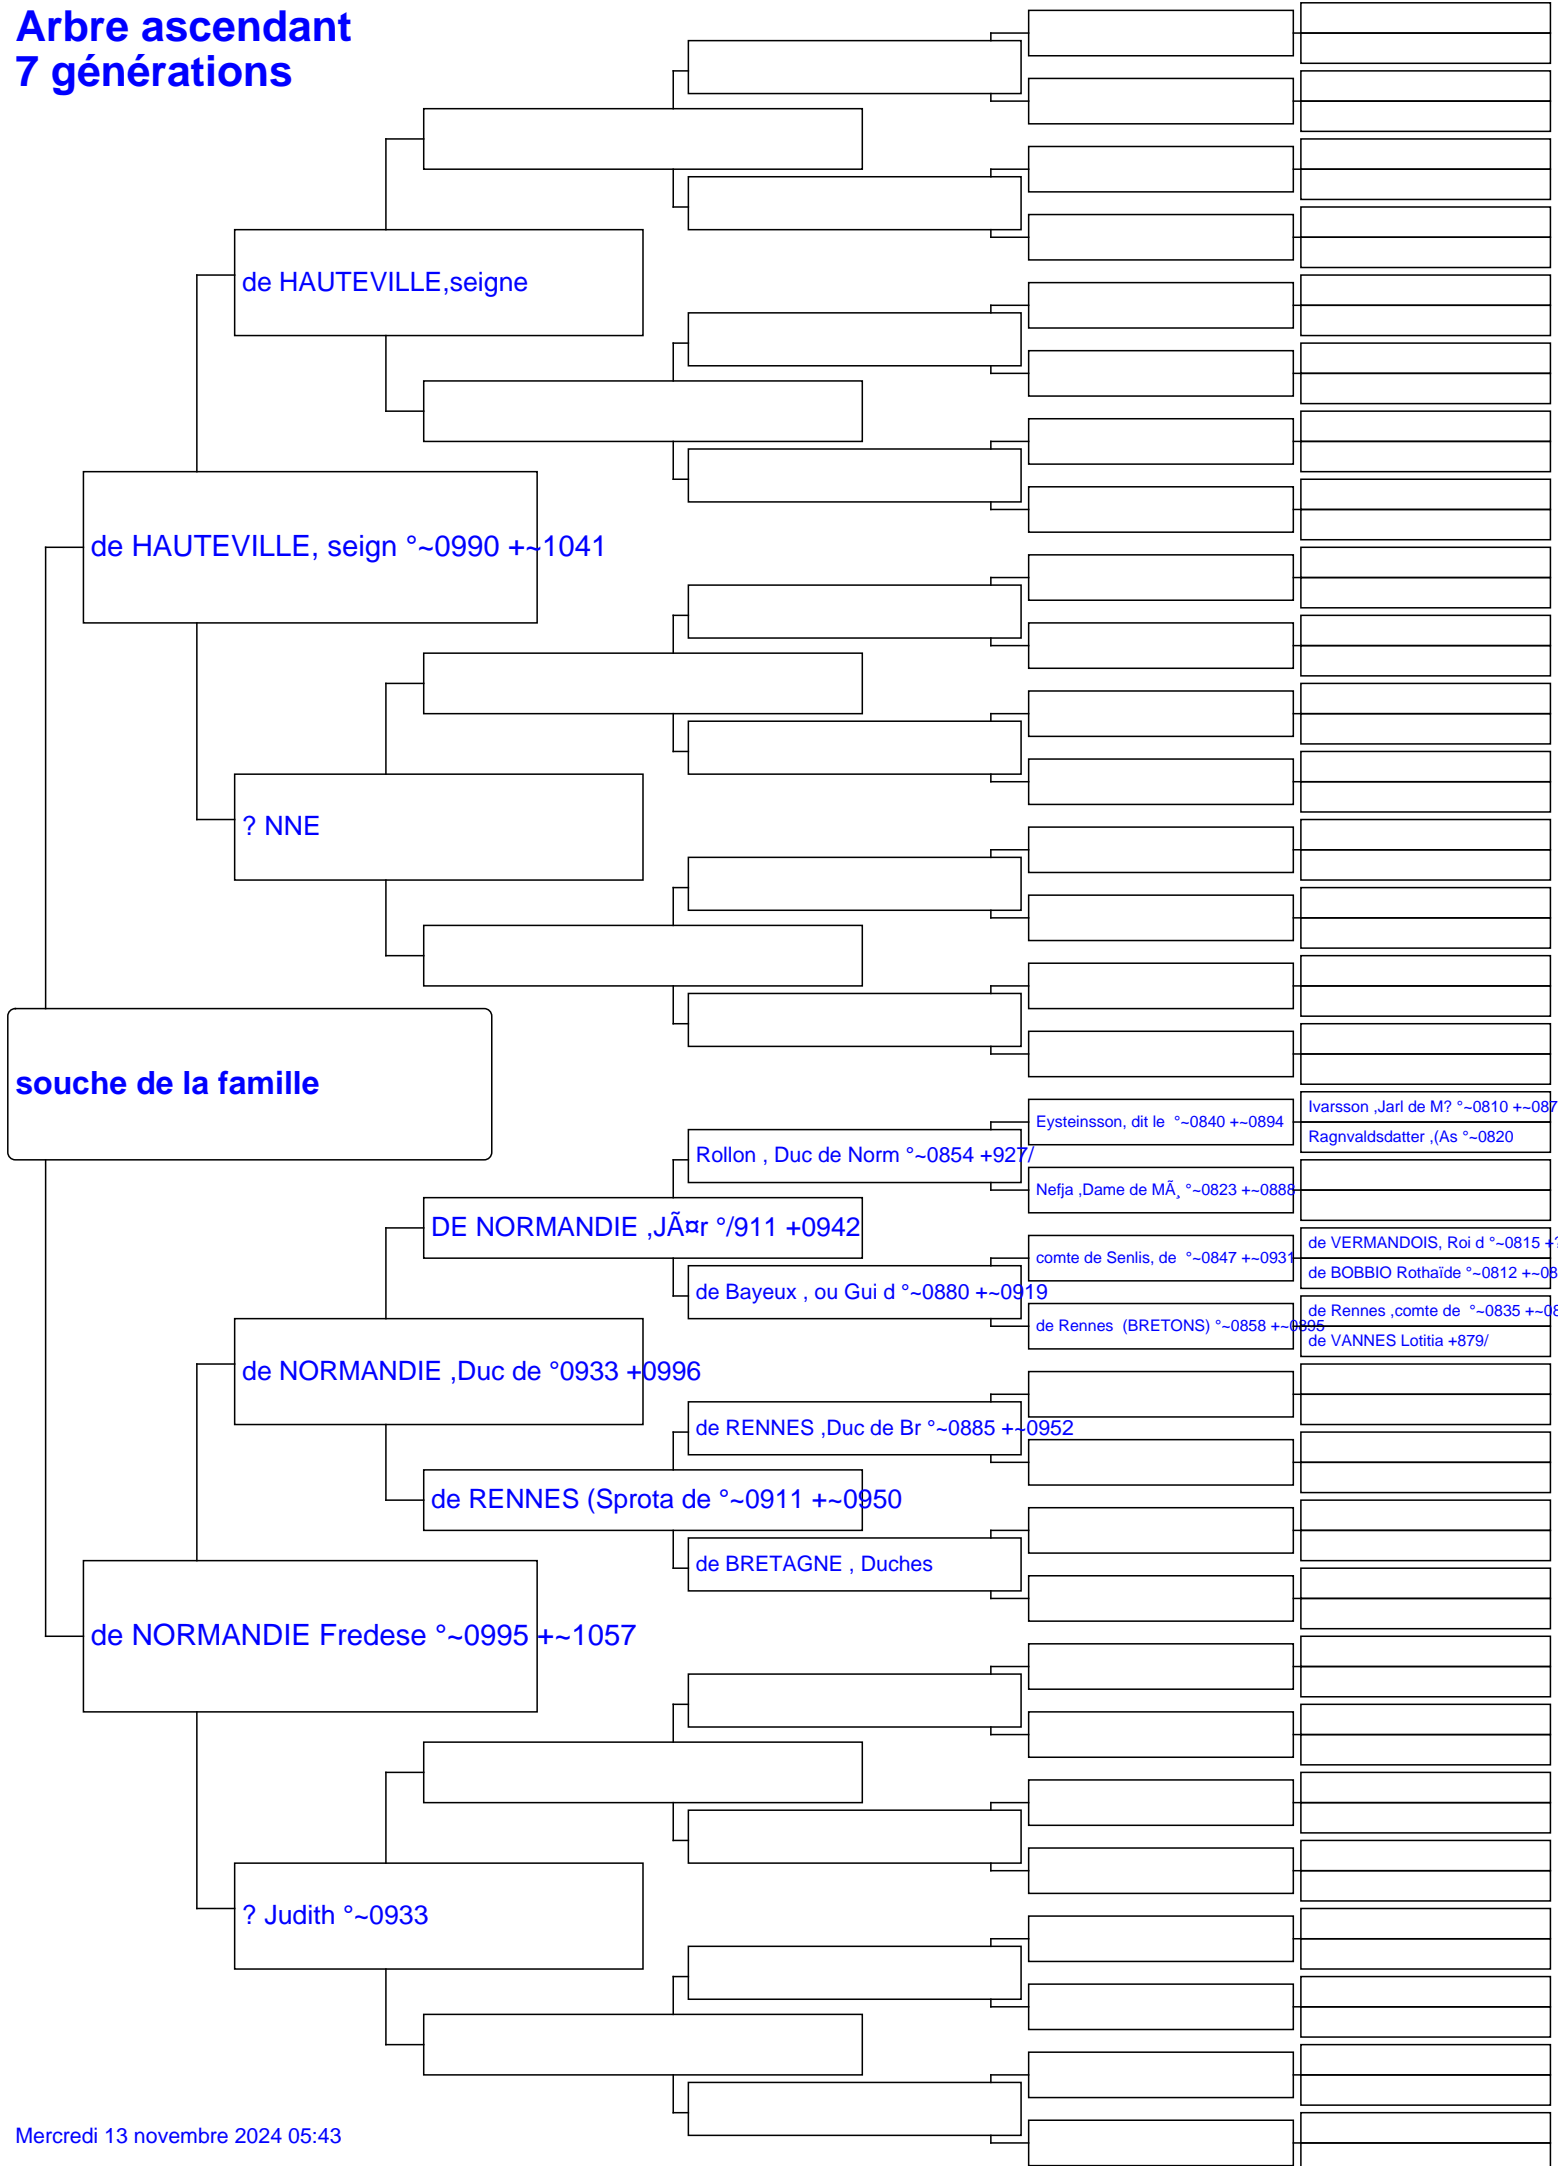 Arbre ascendant
7 générations
de HAUTEVILLE,seigne
de HAUTEVILLE, seign °~0990 +~1041
? NNE
souche de la famille
Eysteinsson, dit le °~0840 +~0894
Ivarsson ,Jarl de M? °~0810 +~087
Ragnvaldsdatter ,(As °~0820
Rollon , Duc de Norm °~0854 +927/
Nefja ,Dame de MÃ¸ °~0823 +~0888
DE NORMANDIE ,JÃ¤r °/911 +0942
comte de Senlis, de °~0847 +~0931
de VERMANDOIS, Roi d °~0815 +?
de BOBBIO Rothaïde °~0812 +~08
de Bayeux , ou Gui d °~0880 +~0919
de Rennes (BRETONS) °~0858 +~0895
de Rennes ,comte de °~0835 +~08
de VANNES Lotitia +879/
de NORMANDIE ,Duc de °0933 +0996
de RENNES ,Duc de Br °~0885 +~0952
de RENNES (Sprota de °~0911 +~0950
de BRETAGNE , Duches
de NORMANDIE Fredese °~0995 +~1057
? Judith °~0933
Mercredi 13 novembre 2024 05:43